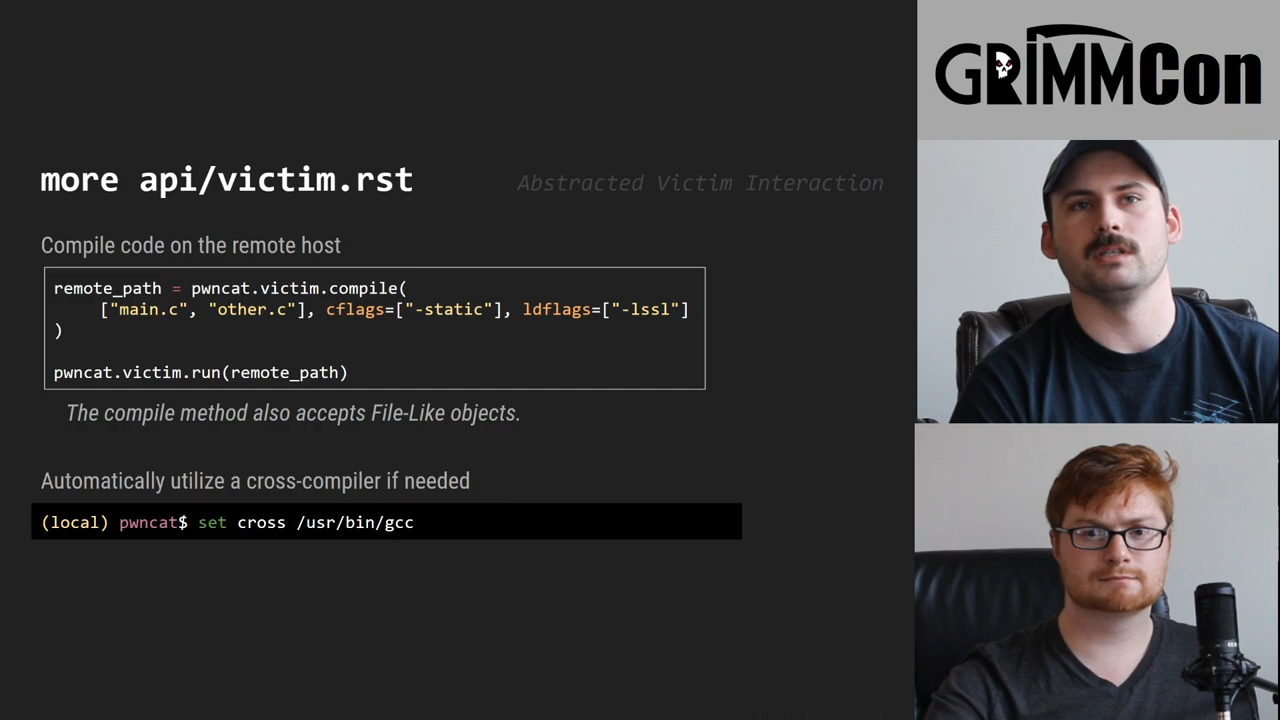 more api/victim.rst
Abstracted Victim Interaction
Compile code on the remote host
remote_path = pwncat.victim.compile(
["main.c", "other.c"], cflags=["-static"], ldflags=["-lssl"]
)
pwncat.victim.run(remote_path)
The compile method also accepts File-Like objects.
Automatically utilize a cross-compiler if needed
(local) pwncat$ set cross /usr/bin/gcc
GRIMMCon